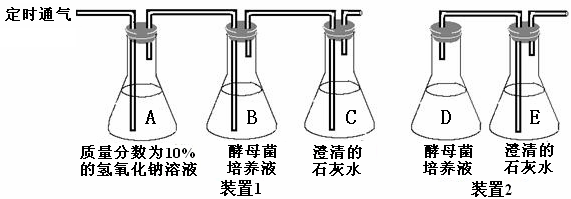 定时通气
A
B
C
D
E
质量分数为10%
的氢氧化钠溶液
酵母菌
培养液
澄清的
石灰水
酵母菌
培养液
澄清的
石灰水
装置1
装置2